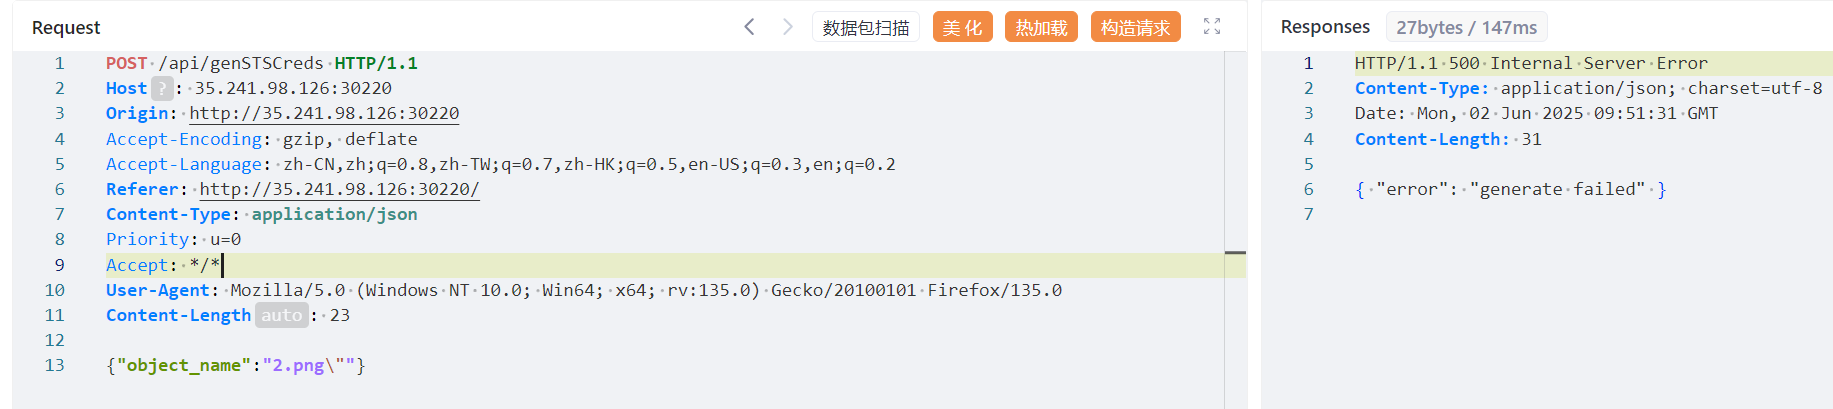 Request 数据包扫描 美化 热加载 构造请求
1 POST /api/genSTSCreds HTTP/1.1
2 Host ? : 35.241.98.126:30220
3 Origin: http://35.241.98.126:30220
4 Accept-Encoding: gzip, deflate
5 Accept-Language: zh-CN,zh;q=0.8,zh-TW;q=0.7,zh-HK;q=0.5,en-US;q=0.3,en;q=0.2
6 Referer: http://35.241.98.126:30220/
7 Content-Type: application/json
8 Priority: u=0
9 Accept: */*
10 User-Agent: Mozilla/5.0 (Windows NT 10.0; Win64; x64; rv:135.0) Gecko/20100101 Firefox/135.0
11 Content-Length auto : 23
12
13 {"object_name":"2.png\""}
Responses 27bytes / 147ms
1 HTTP/1.1 500 Internal Server Error
2 Content-Type: application/json; charset=utf-8
3 Date: Mon, 02 Jun 2025 09:51:31 GMT
4 Content-Length: 31
5
6 { "error": "generate failed" }
7